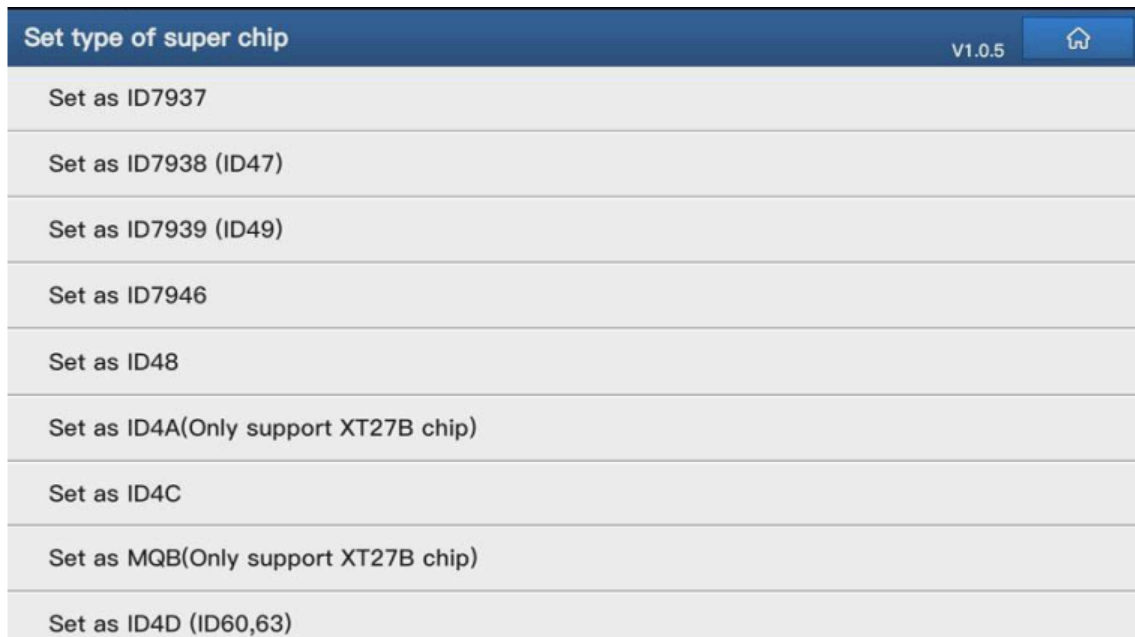 Set type of super chip
V1.0.5
Set as ID7937
Set as ID7938 (ID47)
Set as ID7939 (ID49)
Set as ID7946
Set as ID48
Set as ID4A(Only support XT27B chip)
Set as ID4C
Set as MQB(Only support XT27B chip)
Set as ID4D (ID60,63)